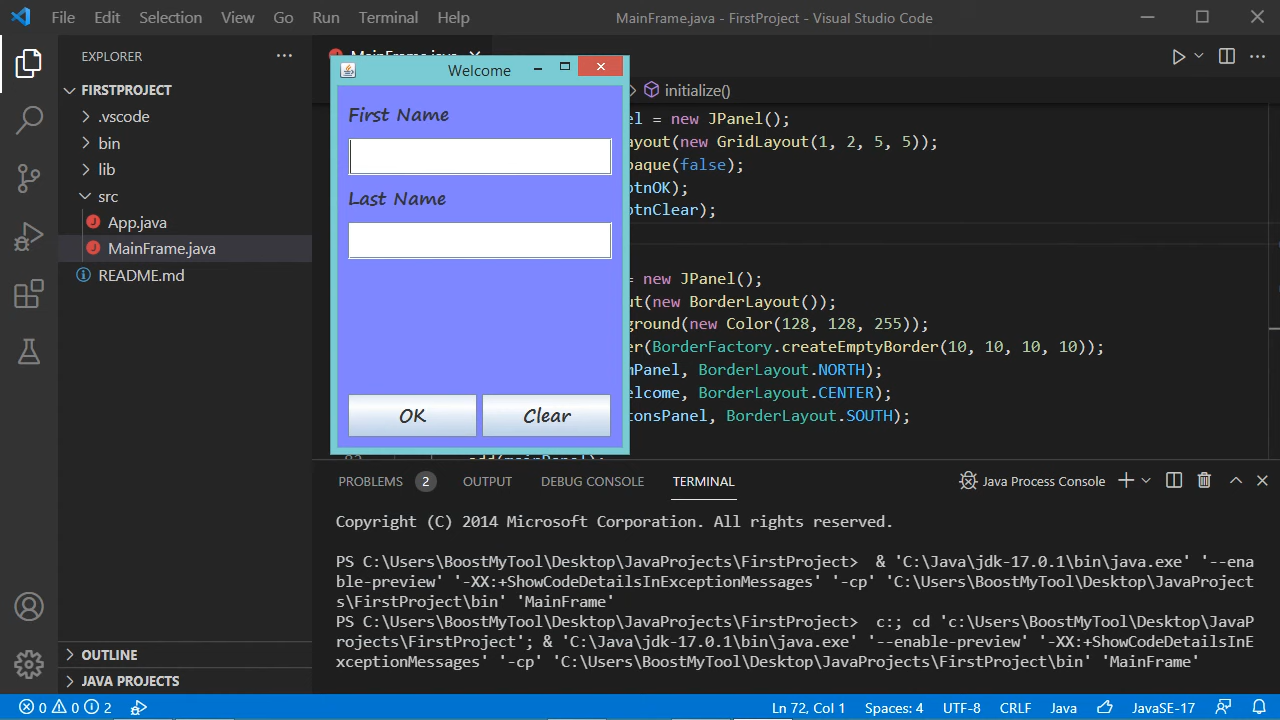 File Edit Selection View Go Run Terminal Help MainFrame.java - FirstProject - Visual Studio Code
EXPLORER
FIRSTPROJECT
.vscode
bin
lib
src
App.java
MainFrame.java
README.md
OUTLINE
JAVA PROJECTS
Welcome
First Name
Last Name
OK Clear
initialize()
el = new JPanel();
ayout(new GridLayout(1, 2, 5, 5));
paque(false);
btnOK);
btnClear);
= new JPanel();
ut(new BorderLayout());
ground(new Color(128, 128, 255));
er(BorderFactory.createEmptyBorder(10, 10, 10, 10));
mPanel, BorderLayout.NORTH);
elcome, BorderLayout.CENTER);
tonsPanel, BorderLayout.SOUTH);
PROBLEMS 2 OUTPUT DEBUG CONSOLE TERMINAL Java Process Console
Copyright (C) 2014 Microsoft Corporation. All rights reserved.
PS C:\Users\BoostMyTool\Desktop\JavaProjects\FirstProject>  & 'C:\Java\jdk-17.0.1\bin\java.exe' '--ena
ble-preview' '-XX:+ShowCodeDetailsInExceptionMessages' '-cp' 'C:\Users\BoostMyTool\Desktop\JavaProject
s\FirstProject\bin' 'MainFrame'
PS C:\Users\BoostMyTool\Desktop\JavaProjects\FirstProject>  c:; cd 'c:\Users\BoostMyTool\Desktop\JavaP
rojects\FirstProject'; & 'C:\Java\jdk-17.0.1\bin\java.exe' '--enable-preview' '-XX:+ShowCodeDetailsInE
xceptionMessages' '-cp' 'C:\Users\BoostMyTool\Desktop\JavaProjects\FirstProject\bin' 'MainFrame'
0 0 2 Ln 72, Col 1 Spaces: 4 UTF-8 CRLF Java JavaSE-17